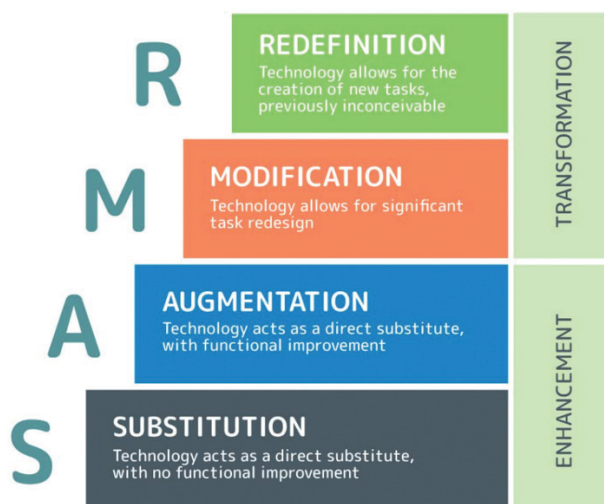 R
REDEFINITION
Technology allows for the
creation of new tasks,
previously inconceivable
M
MODIFICATION
Technology allows for significant
task redesign
TRANSFORMATION
A
AUGMENTATION
Technology acts as a direct substitute,
with functional improvement
S
SUBSTITUTION
Technology acts as a direct substitute,
with no functional improvement
ENHANCEMENT